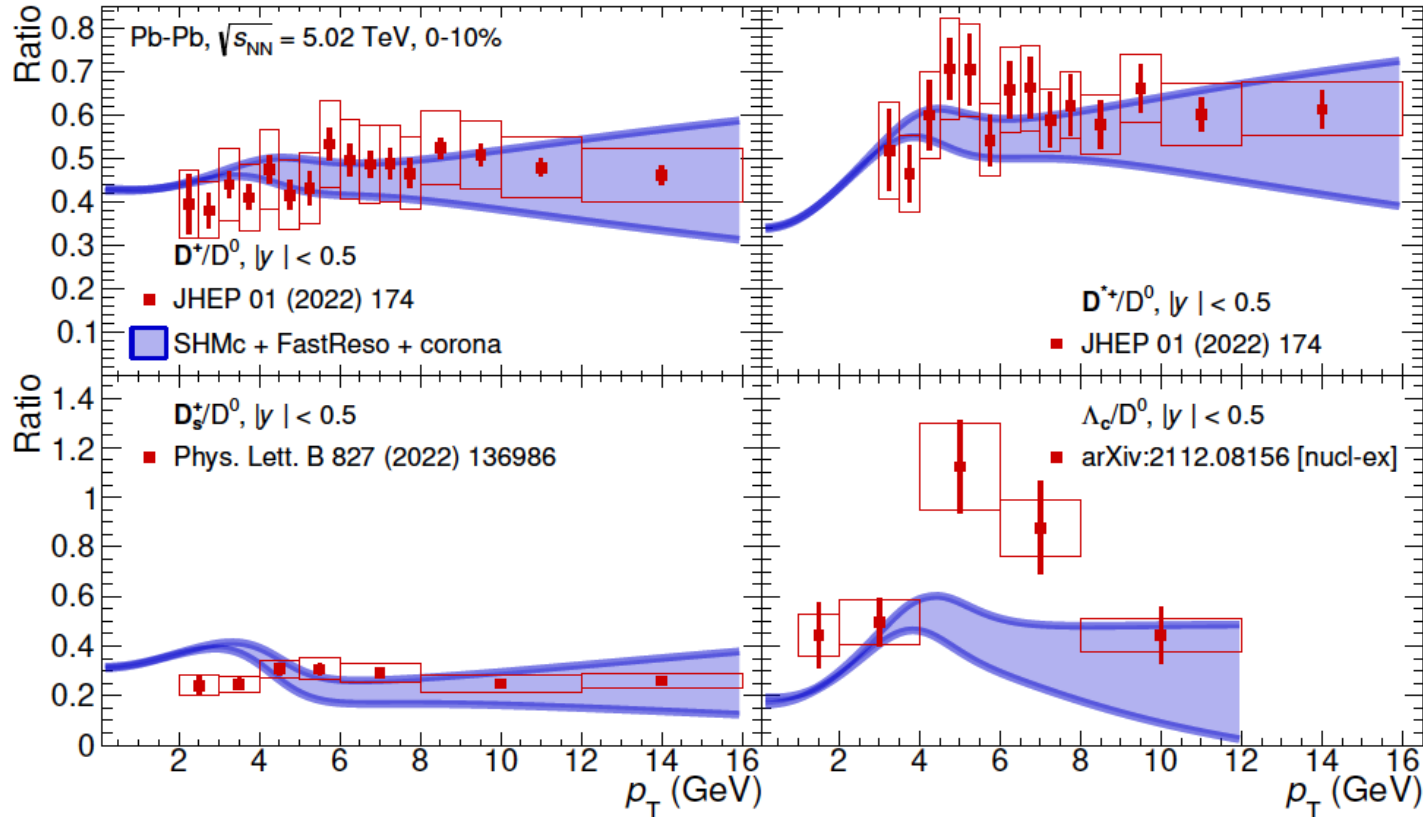 Ratio
0.8
0.7
0.6
0.5
0.4
0.3
0.2
0.1
Pb-Pb, √sNN = 5.02 TeV, 0-10%
D⁺/D⁰, |y| < 0.5
JHEP 01 (2022) 174
SHMc + FastReso + corona
D*⁺/D⁰, |y| < 0.5
JHEP 01 (2022) 174
Ratio
1.4
1.2
1
0.8
0.6
0.4
0.2
0
Dₛ⁺/D⁰, |y| < 0.5
Phys. Lett. B 827 (2022) 136986
Λc/D⁰, |y| < 0.5
arXiv:2112.08156 [nucl-ex]
2 4 6 8 10 12 14 16
pT (GeV)
2 4 6 8 10 12 14 16
pT (GeV)